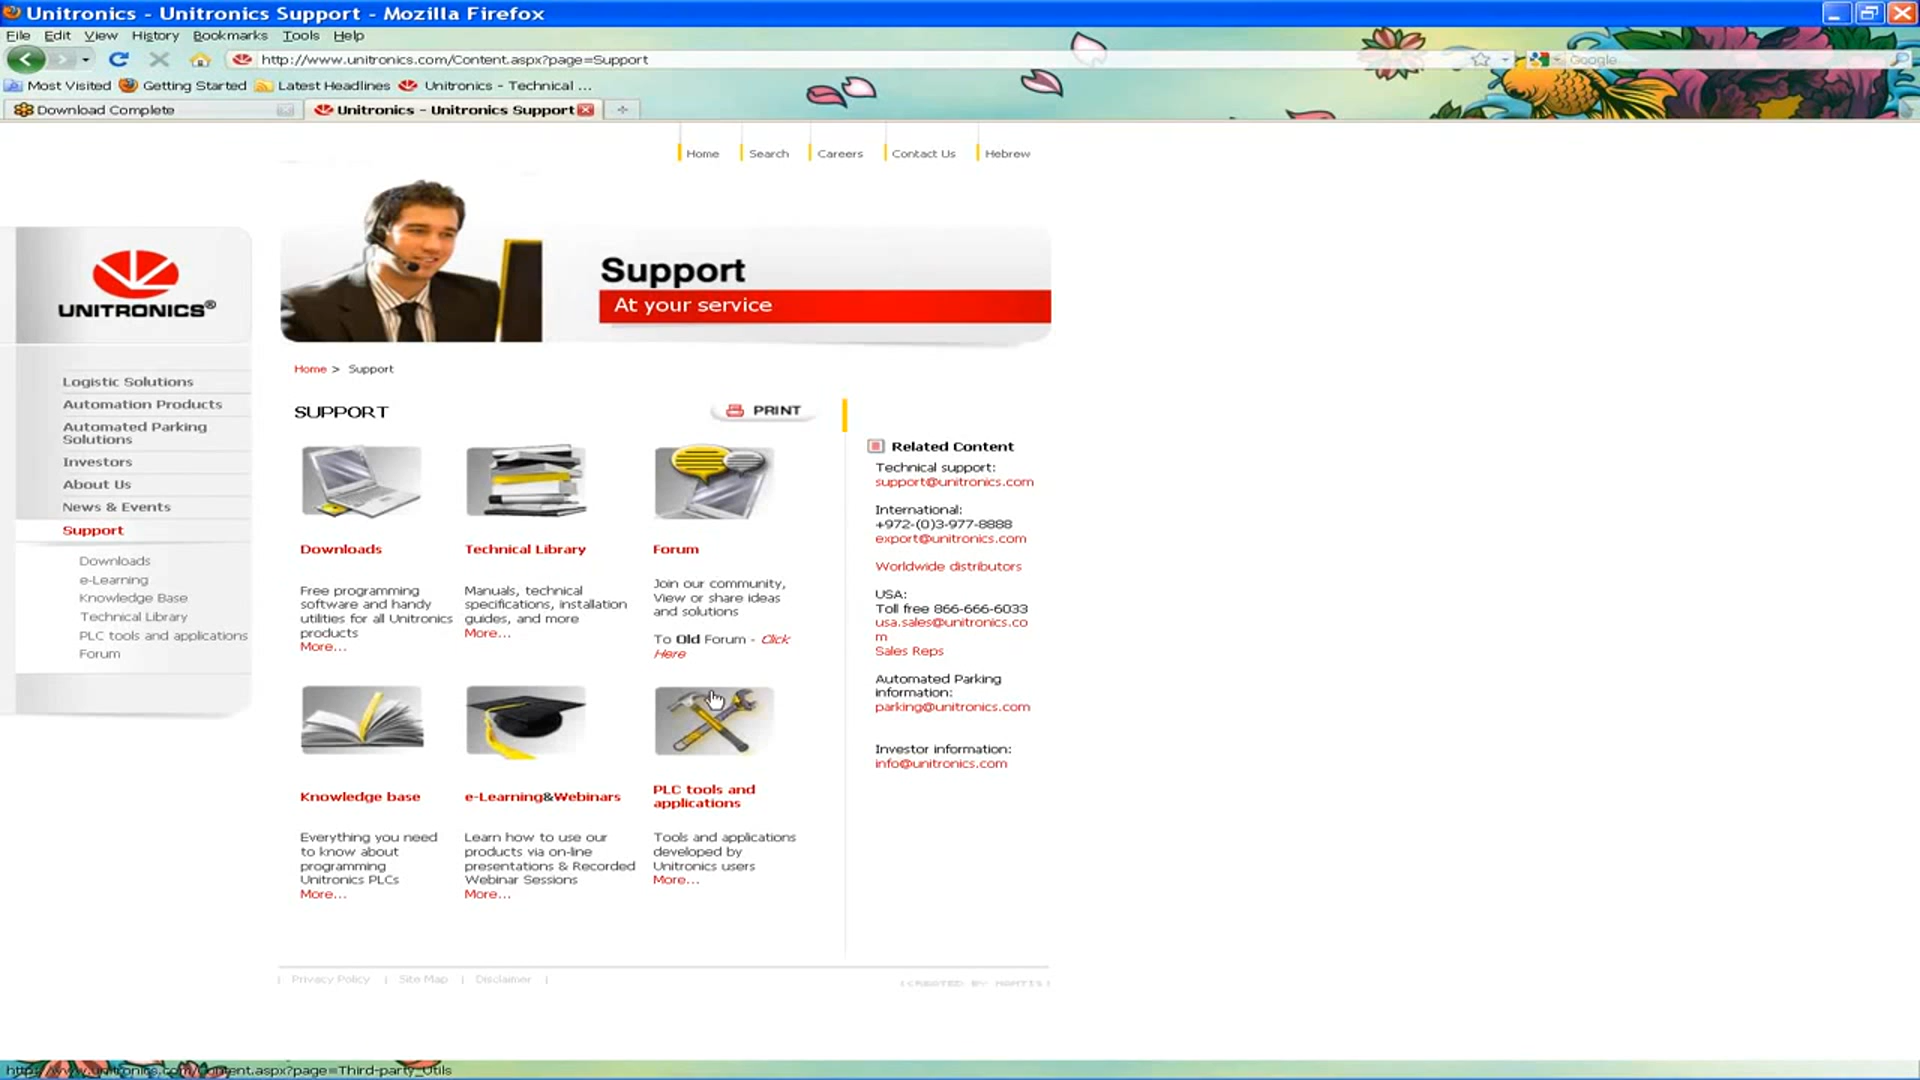 Unitronics - Unitronics Support - Mozilla Firefox
File Edit View History Bookmarks Tools Help
http://www.unitronics.com/Content.aspx?page=Support
Google
Most Visited Getting Started Latest Headlines Unitronics - Technical ...
Download Complete
Unitronics - Unitronics Support
Home Search Careers Contact Us Hebrew
UNITRONICS®
Support
At your service
Logistic Solutions
Automation Products
Automated Parking
Solutions
Investors
About Us
News & Events
Support
Downloads
e-Learning
Knowledge Base
Technical Library
PLC tools and applications
Forum
Home > Support
SUPPORT
PRINT
Downloads
Free programming
software and handy
utilities for all Unitronics
products
More...
Technical Library
Manuals, technical
specifications, installation
guides, and more
More...
Forum
Join our community,
View or share ideas
and solutions
To Old Forum - Click
Here
Knowledge base
Everything you need
to know about
programming
Unitronics PLCs
More...
e-Learning&Webinars
Learn how to use our
products via on-line
presentations & Recorded
Webinar Sessions
More...
PLC tools and
applications
Tools and applications
developed by
Unitronics users
More...
Related Content
Technical support:
support@unitronics.com
International:
+972-(0)3-977-8888
export@unitronics.com
Worldwide distributors
USA:
Toll free 866-666-6033
usa.sales@unitronics.co
m
Sales Reps
Automated Parking
information:
parking@unitronics.com
Investor information:
info@unitronics.com
| Privacy Policy | Site Map | Disclaimer |
[CREATED BY: MANTIS]
http://www.unitronics.com/Content.aspx?page=Third-party_Utils